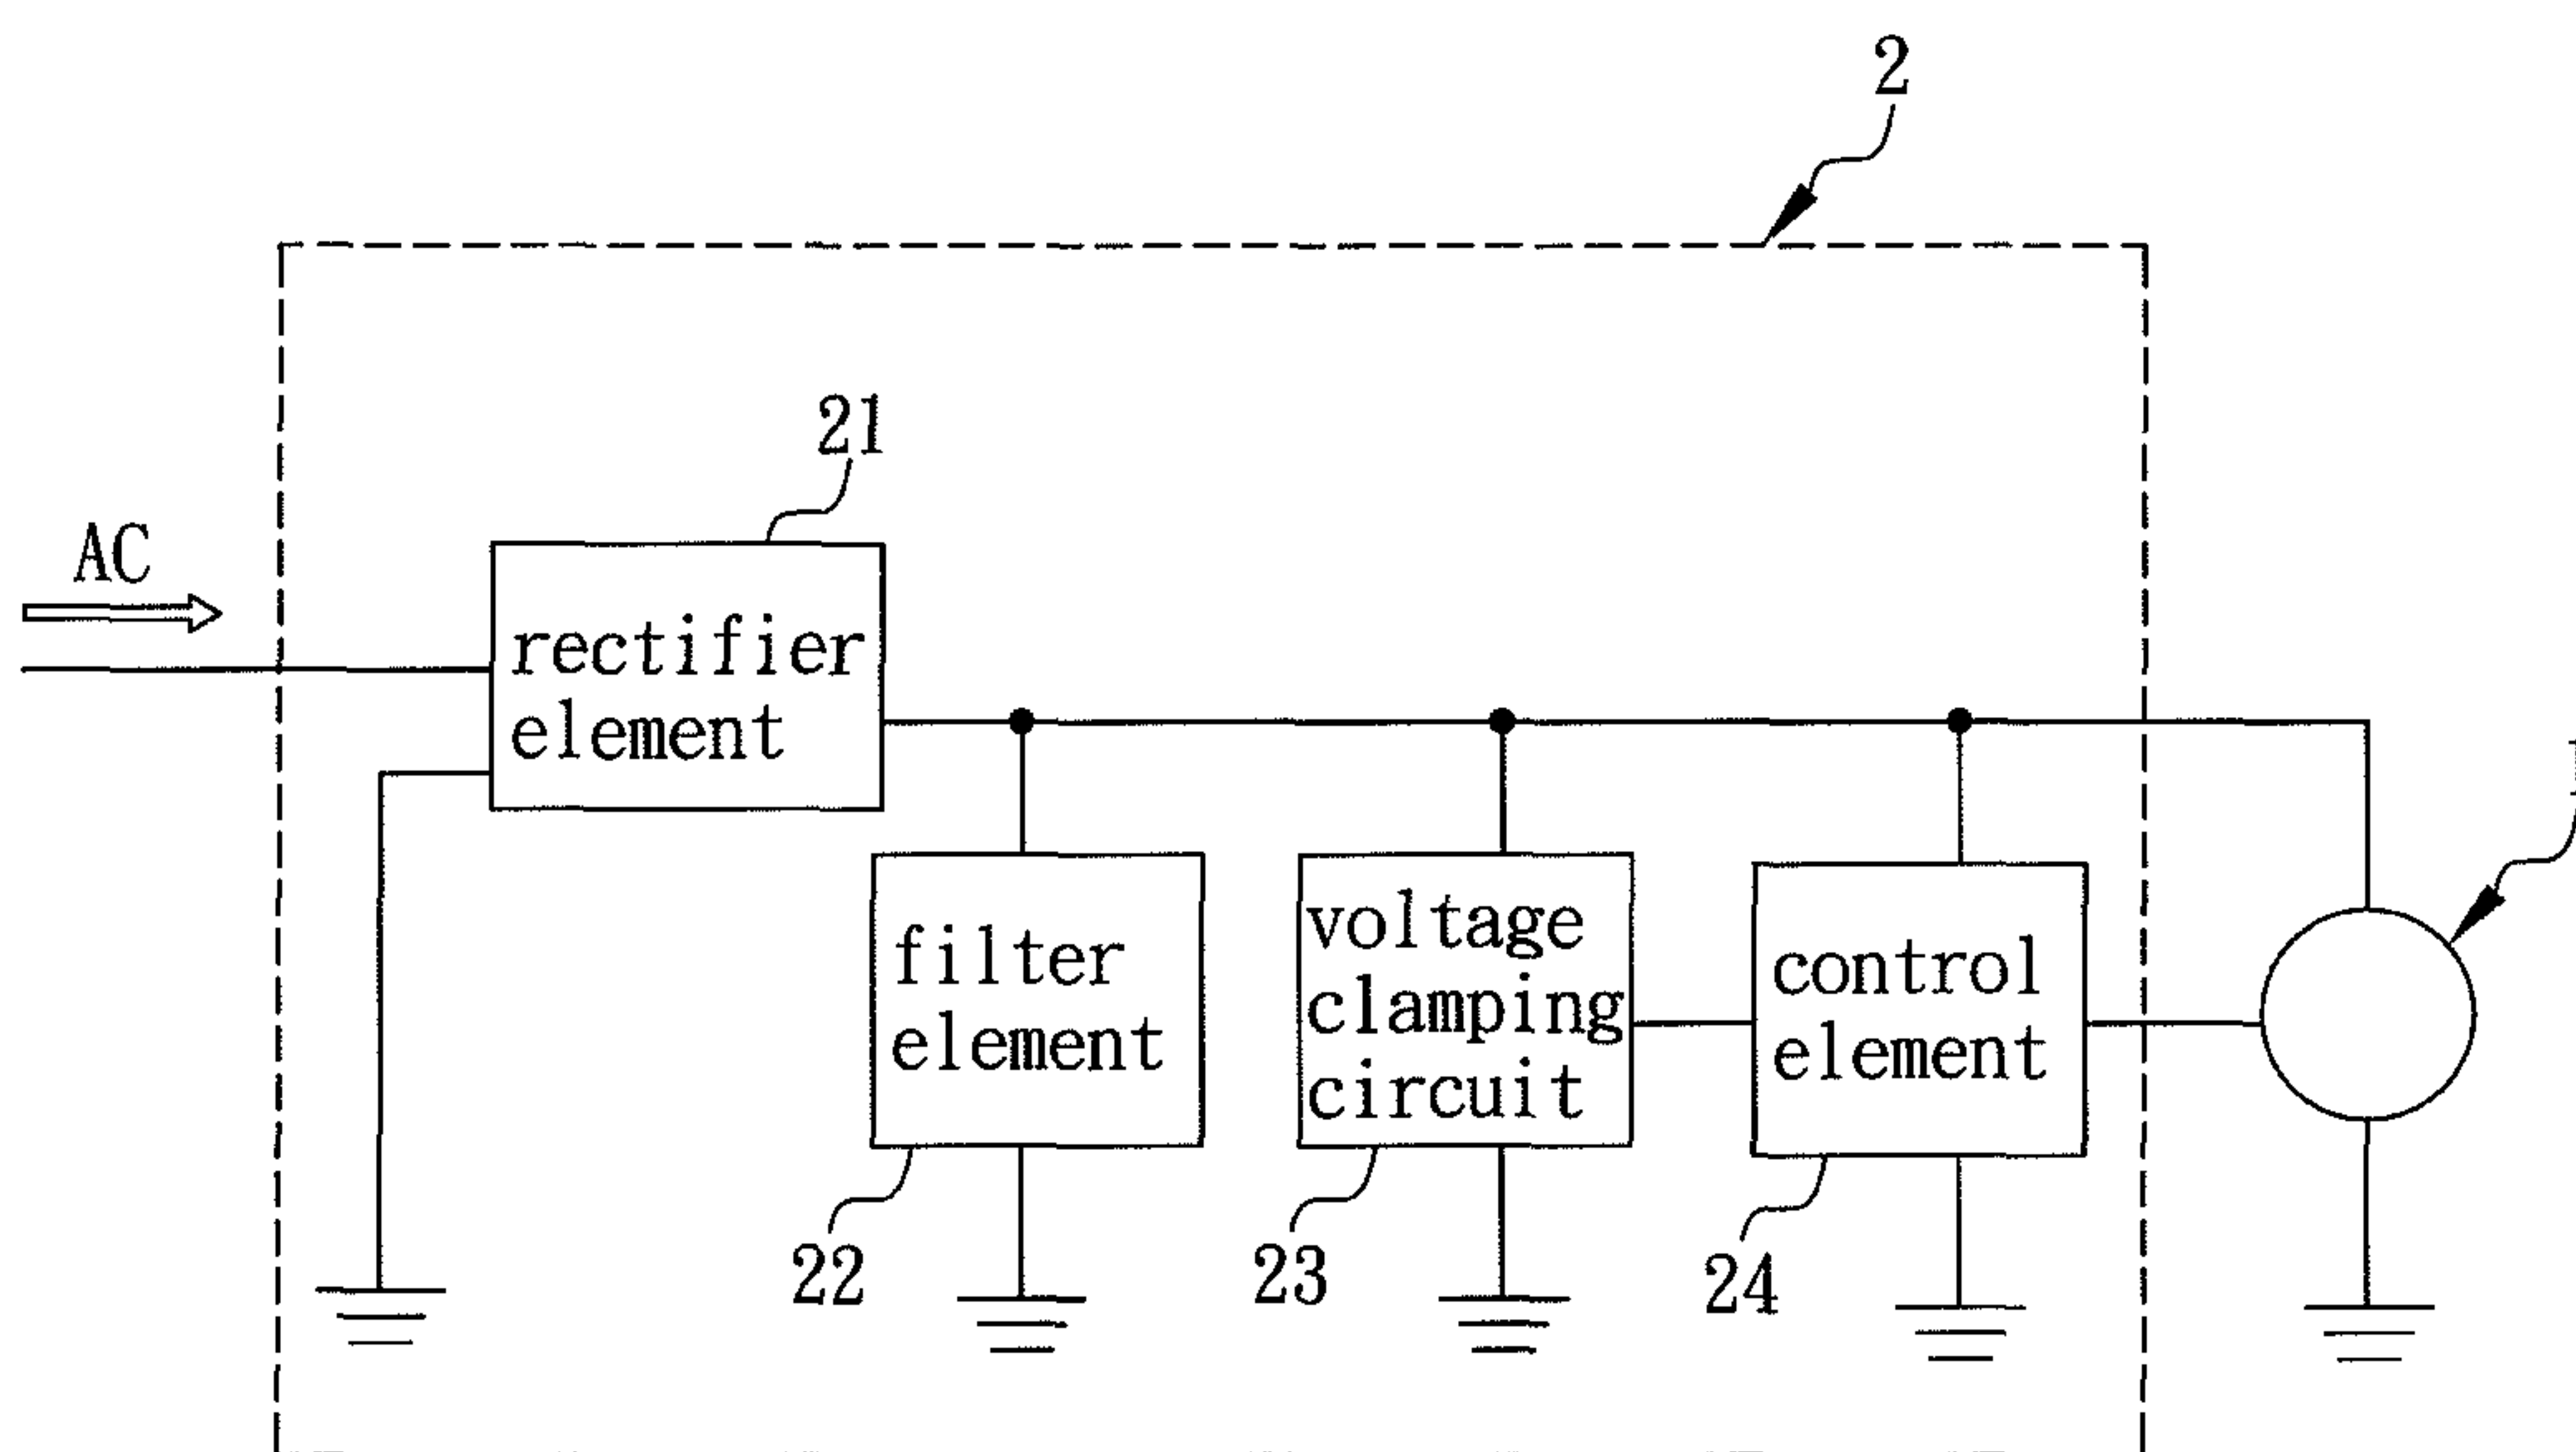 2
21
AC
rectifier
element
filter
element
voltage
clamping
circuit
control
element
22
23
24